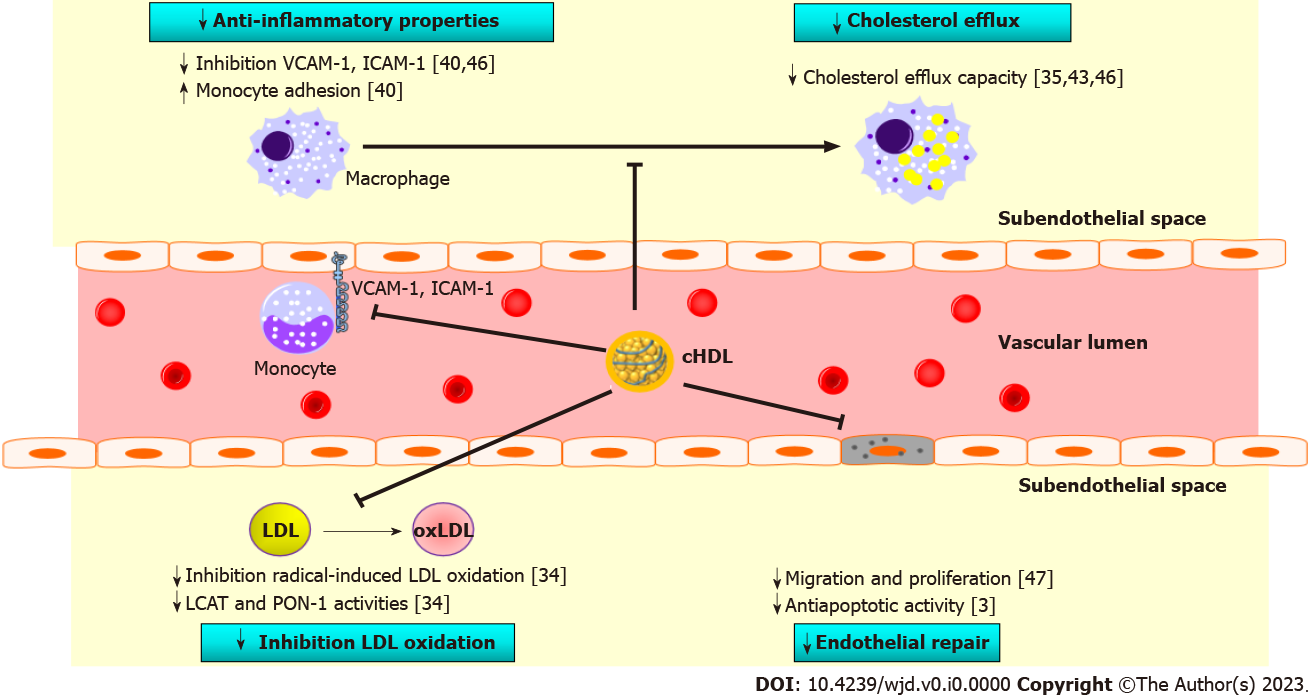 ↓ Anti-inflammatory properties
↓ Inhibition VCAM-1, ICAM-1 [40,46]
↑ Monocyte adhesion [40]
↓ Cholesterol efflux
↓ Cholesterol efflux capacity [35,43,46]
Macrophage
Subendothelial space
VCAM-1, ICAM-1
Monocyte
cHDL
Vascular lumen
Subendothelial space
LDL
oxLDL
↓ Inhibition radical-induced LDL oxidation [34]
↓ LCAT and PON-1 activities [34]
↓ Inhibition LDL oxidation
↓ Migration and proliferation [47]
↓ Antiapoptotic activity [3]
↓ Endothelial repair
DOI: 10.4239/wjd.v0.i0.0000 Copyright ©The Author(s) 2023.